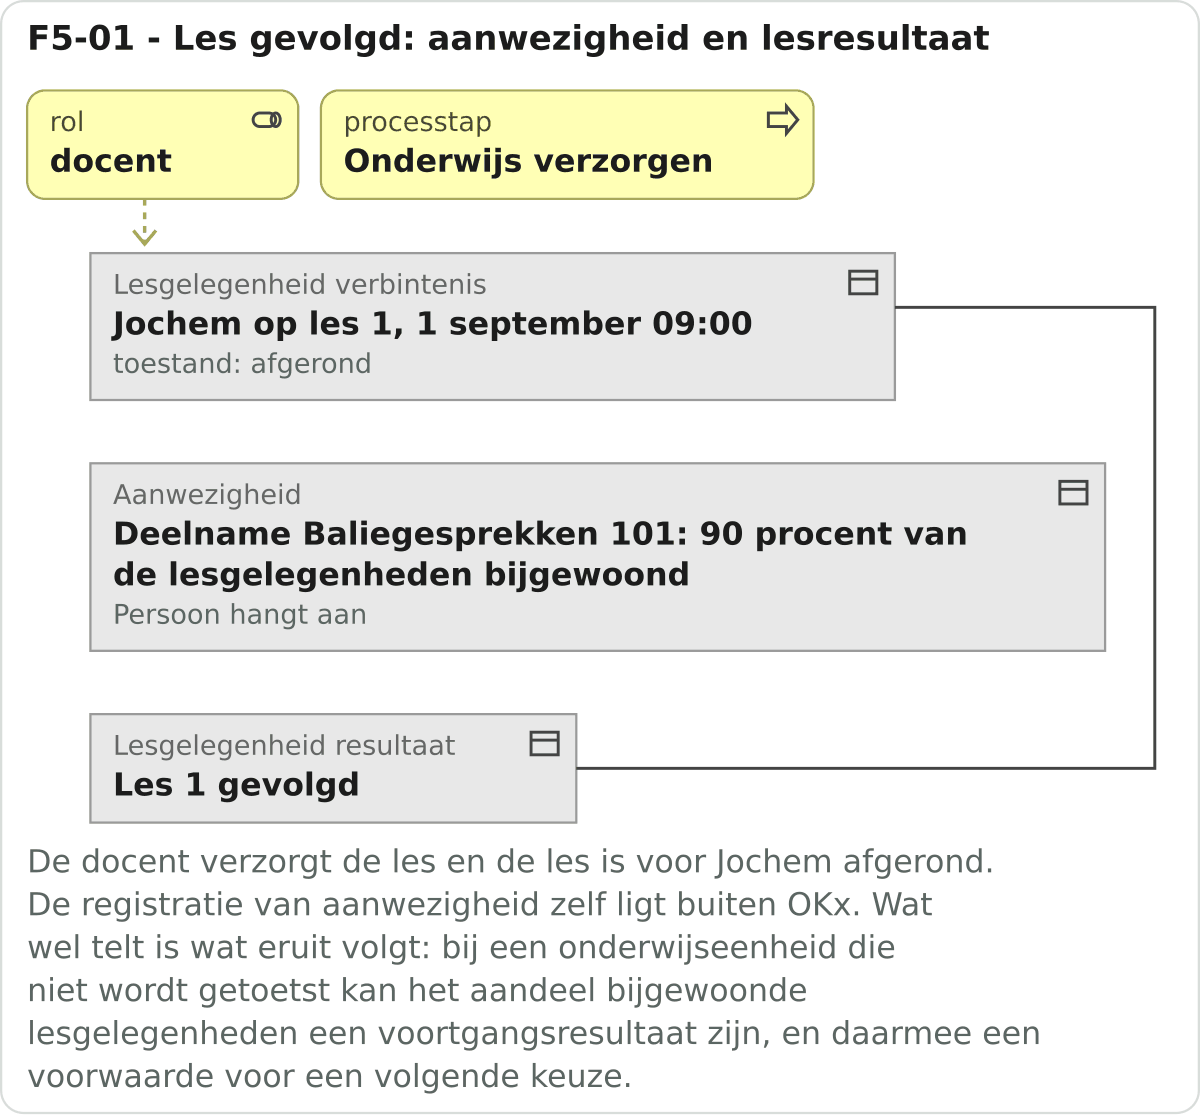 F5-01 - Les gevolgd: aanwezigheid en lesresultaat
rol
docent
processtap
Onderwijs verzorgen
Lesgelegenheid verbintenis
Jochem op les 1, 1 september 09:00
toestand: afgerond
Aanwezigheid
Deelname Baliegesprekken 101: 90 procent van
de lesgelegenheden bijgewoond
Persoon hangt aan
Lesgelegenheid resultaat
Les 1 gevolgd
De docent verzorgt de les en de les is voor Jochem afgerond.
De registratie van aanwezigheid zelf ligt buiten OKx. Wat
wel telt is wat eruit volgt: bij een onderwijseenheid die
niet wordt getoetst kan het aandeel bijgewoonde
lesgelegenheden een voortgangsresultaat zijn, en daarmee een
voorwaarde voor een volgende keuze.